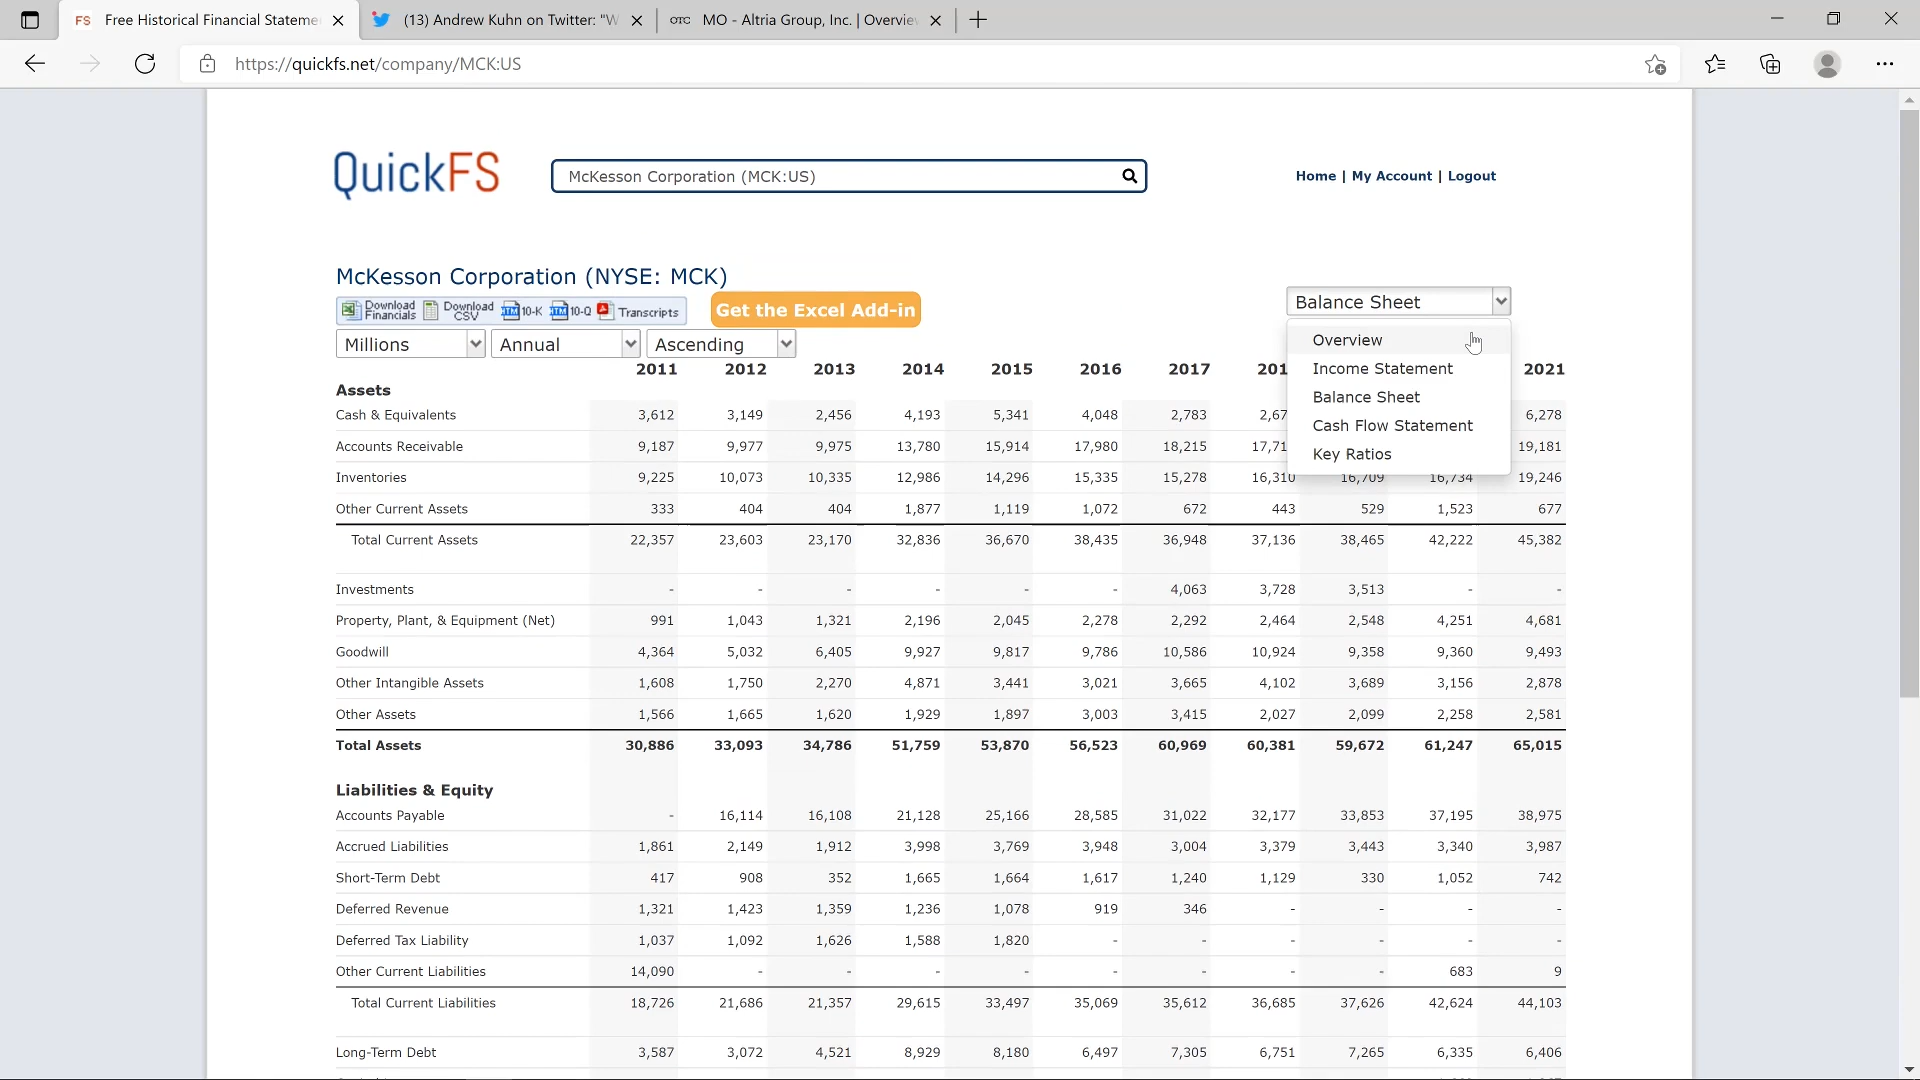 FS Free Historical Financial Stateme
(13) Andrew Kuhn on Twitter: "W
OTC MO - Altria Group, Inc. | Overvie
https://quickfs.net/company/MCK:US
QuickFS
McKesson Corporation (MCK:US)
Home | My Account | Logout
McKesson Corporation (NYSE: MCK)
Download Financials Download CSV 10-K 10-Q Transcripts
Get the Excel Add-in
Balance Sheet
Overview
Income Statement
Balance Sheet
Cash Flow Statement
Key Ratios
Millions Annual Ascending
2011 2012 2013 2014 2015 2016 2017 201 2021
Assets
Cash & Equivalents 3,612 3,149 2,456 4,193 5,341 4,048 2,783 2,67 6,278
Accounts Receivable 9,187 9,977 9,975 13,780 15,914 17,980 18,215 17,71 19,181
Inventories 9,225 10,073 10,335 12,986 14,296 15,335 15,278 16,310 16,709 16,734 19,246
Other Current Assets 333 404 404 1,877 1,119 1,072 672 443 529 1,523 677
Total Current Assets 22,357 23,603 23,170 32,836 36,670 38,435 36,948 37,136 38,465 42,222 45,382
Investments - - - - - - 4,063 3,728 3,513 - -
Property, Plant, & Equipment (Net) 991 1,043 1,321 2,196 2,045 2,278 2,292 2,464 2,548 4,251 4,681
Goodwill 4,364 5,032 6,405 9,927 9,817 9,786 10,586 10,924 9,358 9,360 9,493
Other Intangible Assets 1,608 1,750 2,270 4,871 3,441 3,021 3,665 4,102 3,689 3,156 2,878
Other Assets 1,566 1,665 1,620 1,929 1,897 3,003 3,415 2,027 2,099 2,258 2,581
Total Assets 30,886 33,093 34,786 51,759 53,870 56,523 60,969 60,381 59,672 61,247 65,015
Liabilities & Equity
Accounts Payable - 16,114 16,108 21,128 25,166 28,585 31,022 32,177 33,853 37,195 38,975
Accrued Liabilities 1,861 2,149 1,912 3,998 3,769 3,948 3,004 3,379 3,443 3,340 3,987
Short-Term Debt 417 908 352 1,665 1,664 1,617 1,240 1,129 330 1,052 742
Deferred Revenue 1,321 1,423 1,359 1,236 1,078 919 346 - - - -
Deferred Tax Liability 1,037 1,092 1,626 1,588 1,820 - - - - - -
Other Current Liabilities 14,090 - - - - - - - - 683 9
Total Current Liabilities 18,726 21,686 21,357 29,615 33,497 35,069 35,612 36,685 37,626 42,624 44,103
Long-Term Debt 3,587 3,072 4,521 8,929 8,180 6,497 7,305 6,751 7,265 6,335 6,406